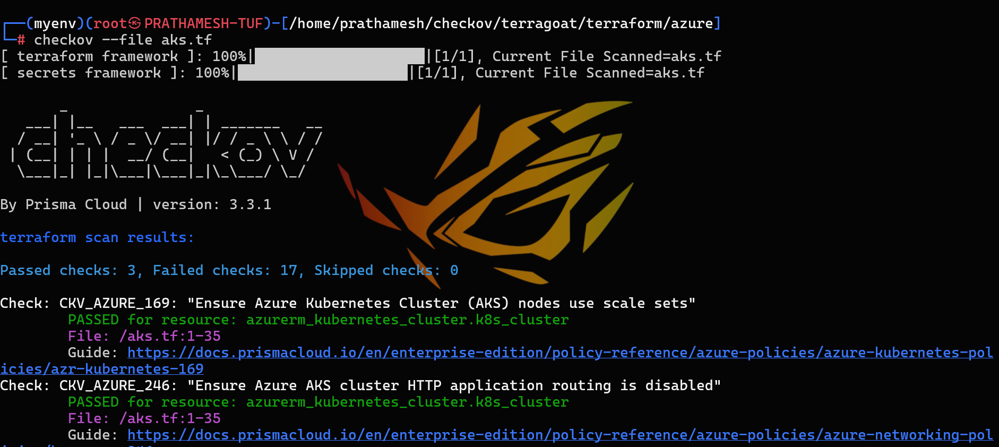 ┌──(myenv)(root㉿PRATHAMESH-TUF)-[/home/prathamesh/checkov/terragoat/terraform/azure]
└─# checkov --file aks.tf
[ terraform framework ]: 100%|████████████████████|[1/1], Current File Scanned=aks.tf
[ secrets framework ]: 100%|████████████████████|[1/1], Current File Scanned=aks.tf
       _               _
   ___| |__   ___  ___| | _______   __
  / __| '_ \ / _ \/ __| |/ / _ \ \ / /
 | (__| | | |  __/ (__|   < (_) \ V /
  \___|_| |_|\___|\___|_|\_\___/ \_/
By Prisma Cloud | version: 3.3.1
terraform scan results:
Passed checks: 3, Failed checks: 17, Skipped checks: 0
Check: CKV_AZURE_169: "Ensure Azure Kubernetes Cluster (AKS) nodes use scale sets"
        PASSED for resource: azurerm_kubernetes_cluster.k8s_cluster
        File: /aks.tf:1-35
        Guide: https://docs.prismacloud.io/en/enterprise-edition/policy-reference/azure-policies/azure-kubernetes-pol
icies/azr-kubernetes-169
Check: CKV_AZURE_246: "Ensure Azure AKS cluster HTTP application routing is disabled"
        PASSED for resource: azurerm_kubernetes_cluster.k8s_cluster
        File: /aks.tf:1-35
        Guide: https://docs.prismacloud.io/en/enterprise-edition/policy-reference/azure-policies/azure-networking-pol